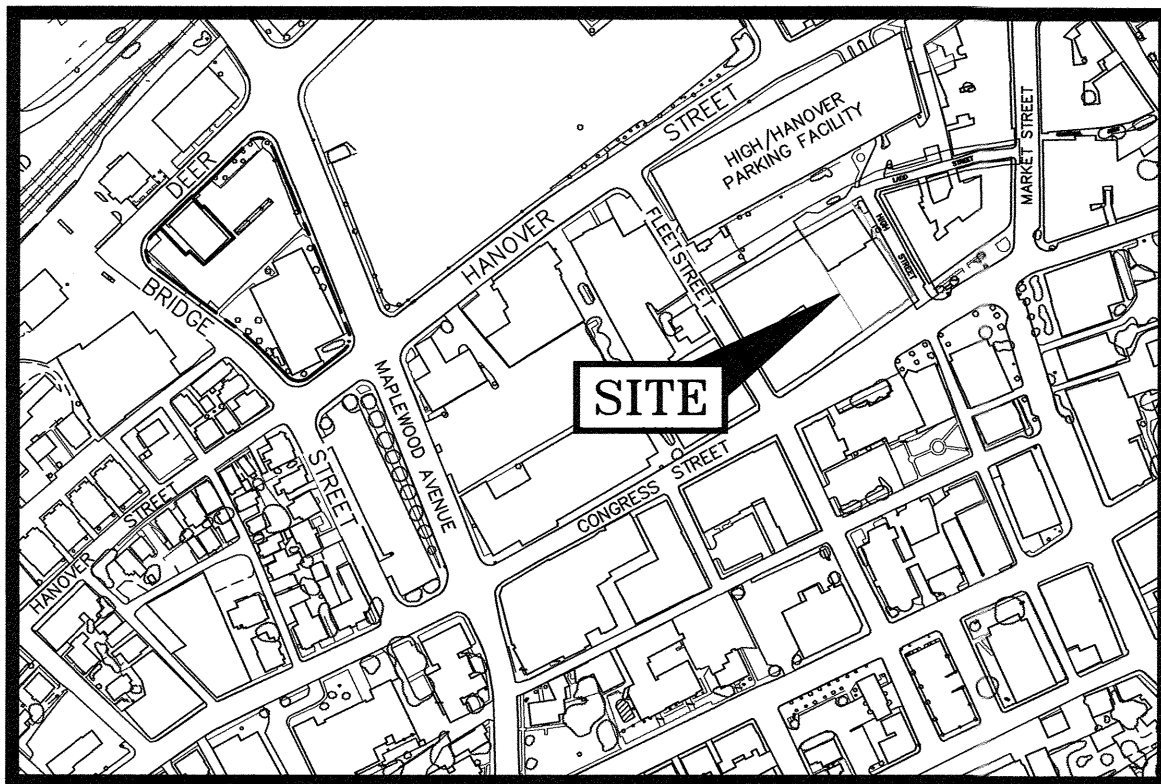 STREET
HIGH/HANOVER
PARKING FACILITY
MARKET STREET
LADD STREET
DEER
HANOVER
FLEET STREET
HIGH STREET
BRIDGE
SITE
MAPLEWOOD AVENUE
STREET
CONGRESS STREET
STREET
HANOVER